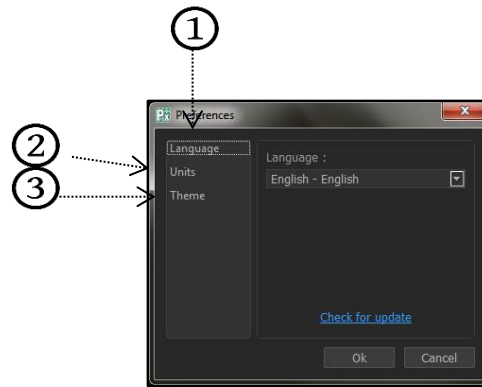 1
Preferences
2
3
Language
Units
Theme
Language :
English - English
Check for update
Ok
Cancel